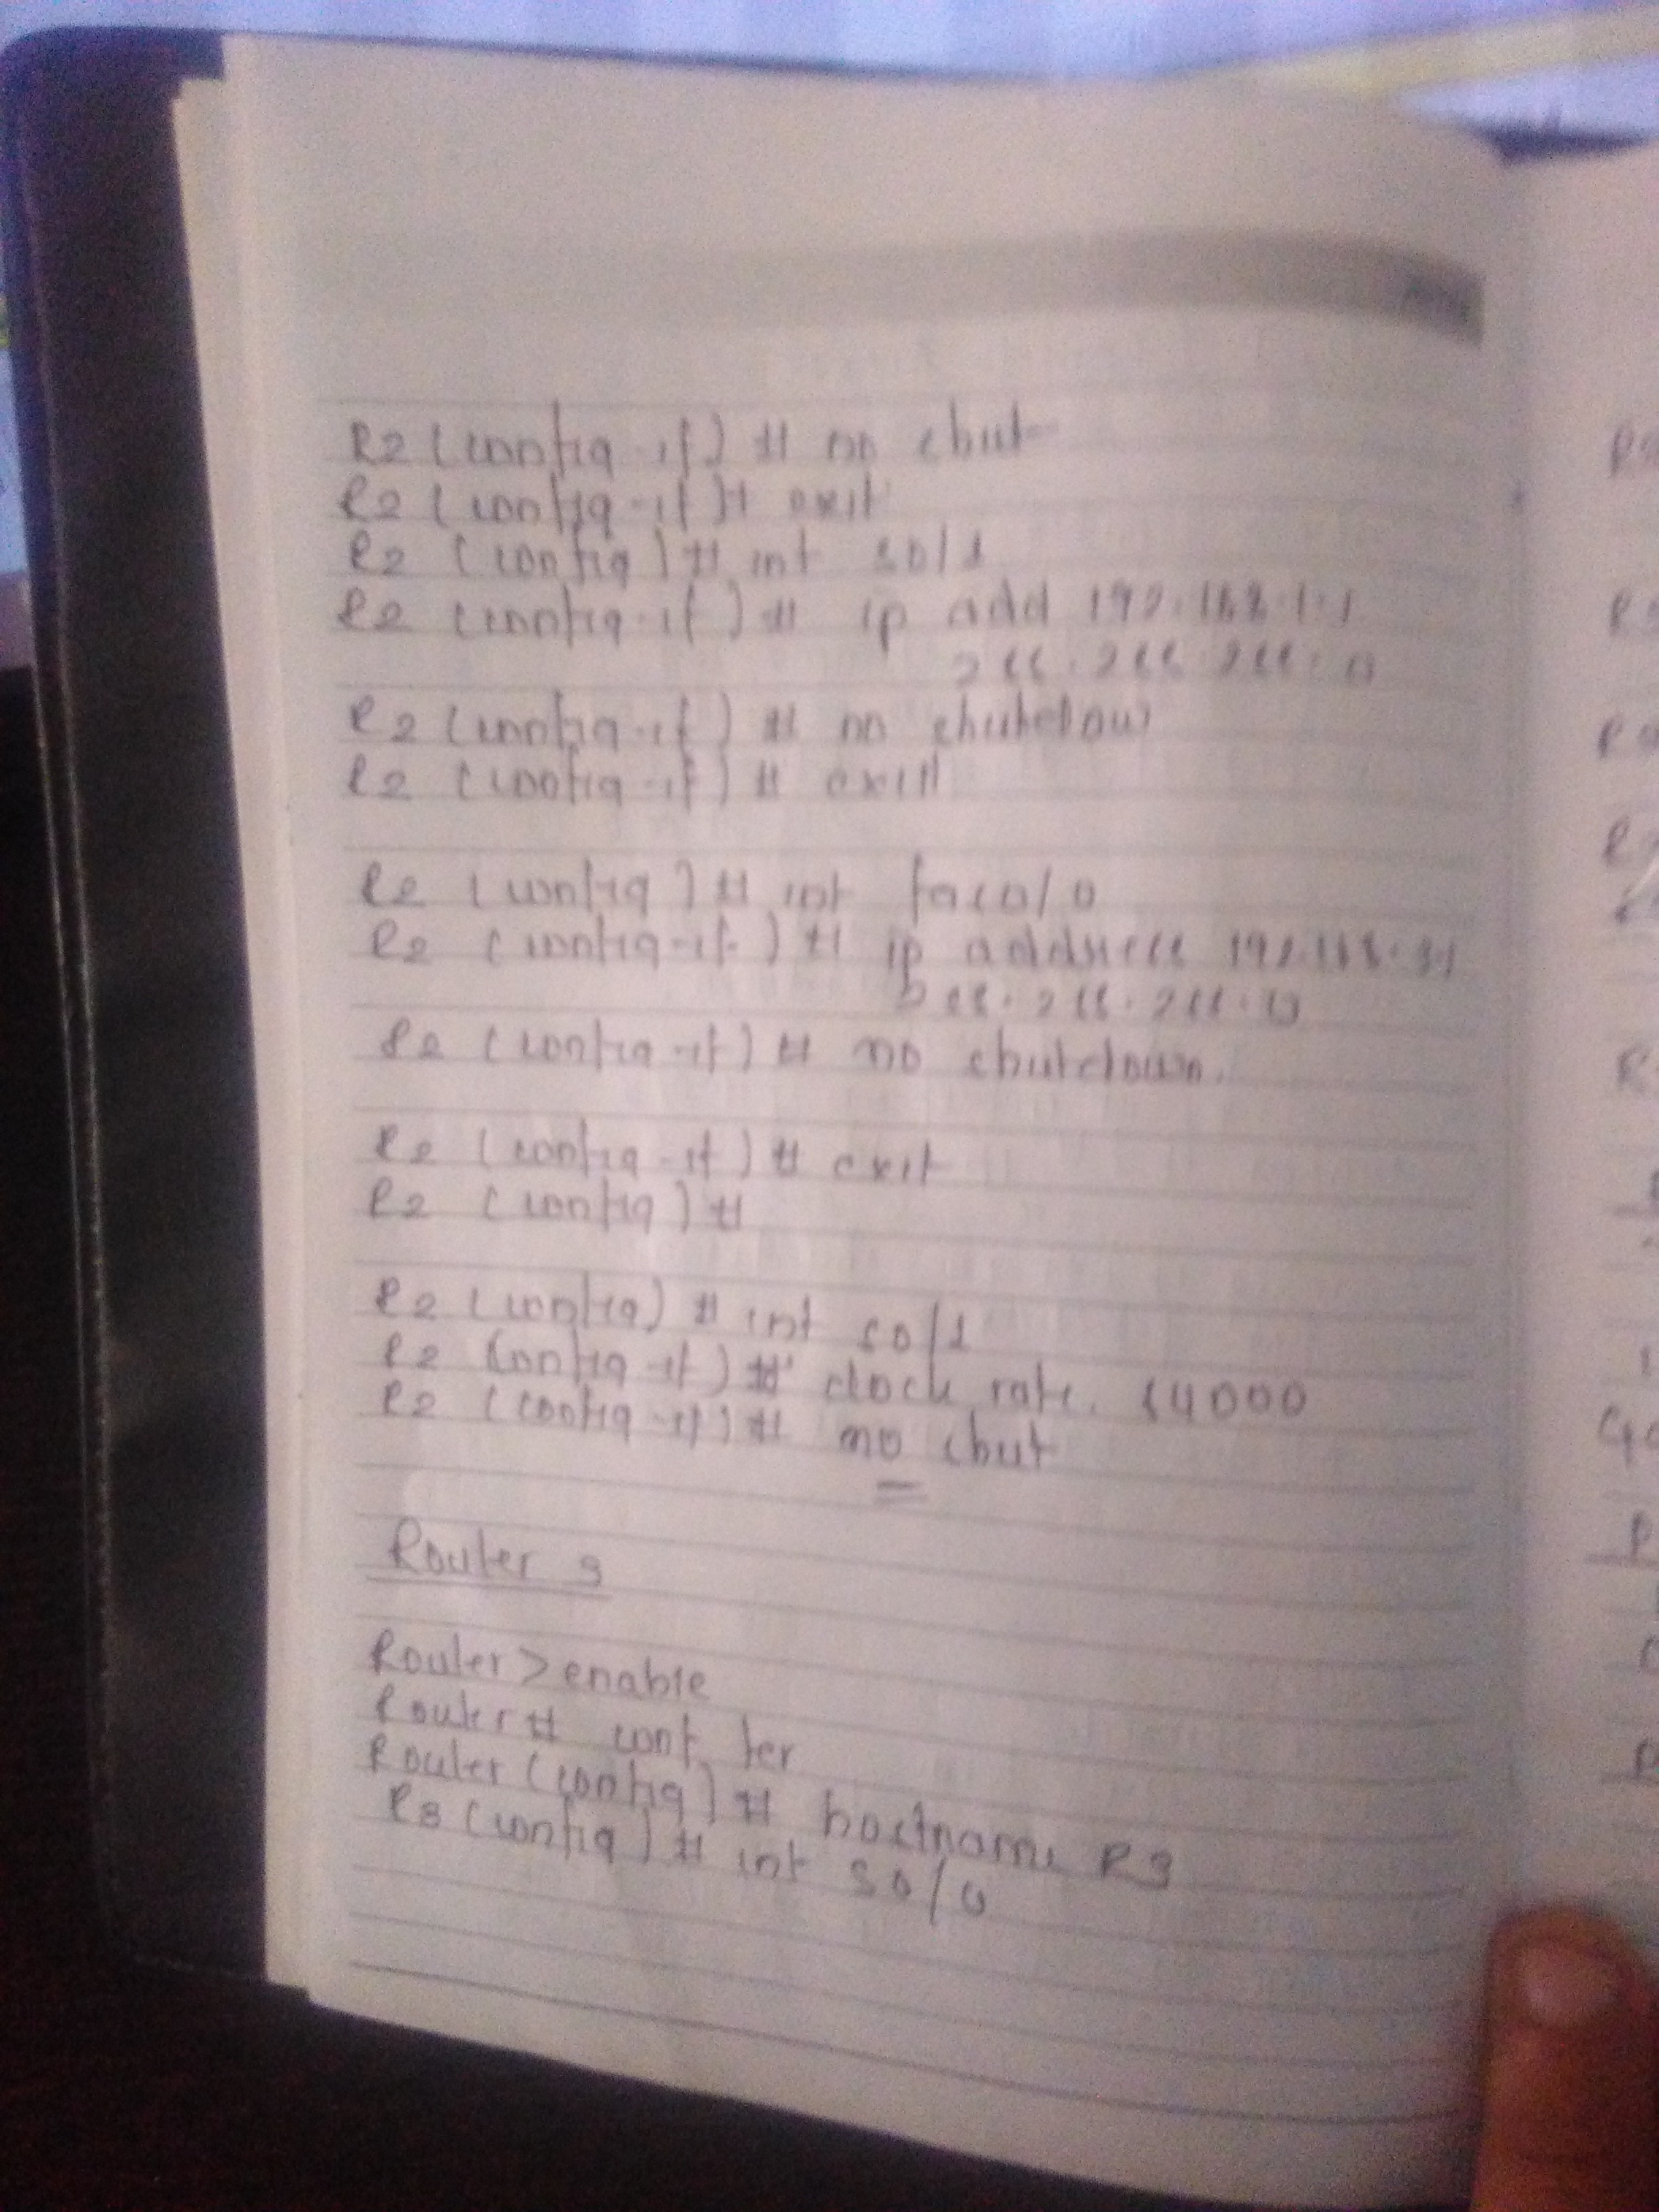 R2 (config-if) # no shut
R2 (config-if)# exit
R2 (config) # int s0/1
R2 (config-if) # ip add 192.168.1.1
255.255.255.0
R2 (config-if) # no shutdown
R2 (config-if) # exit
R2 (config) # int fa0/0
R2 (config-if) # ip address 192.168.3.1
255.255.255.0
R2 (config-if) # no shutdown.
R2 (config-if) # exit
R2 (config) #
R2 (config) # int s0/1
R2 (config-if) # clock rate. 64000
R2 (config-if) # no shut
Router 3
Router>enable
Router# conf ter
Router (config) # hostname R3
R3 (config) # int s0/0